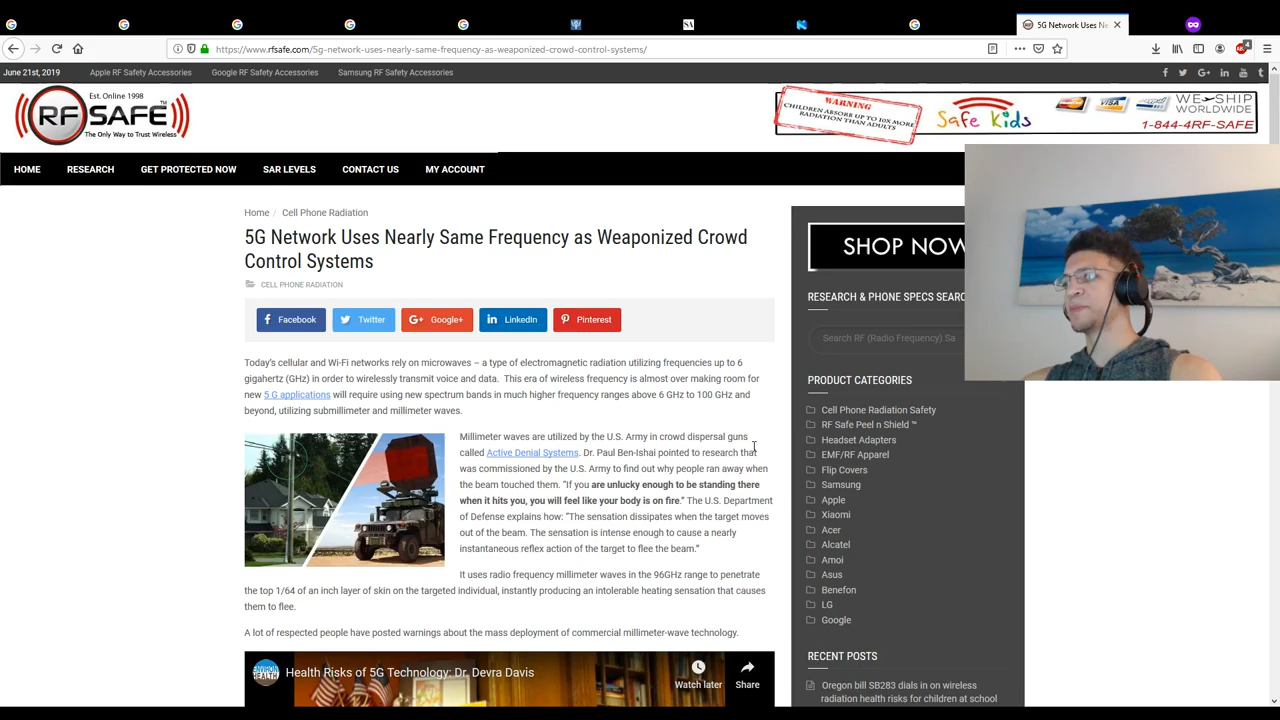 5G Network Uses Ne
https://www.rfsafe.com/5g-network-uses-nearly-same-frequency-as-weaponized-crowd-control-systems/
4
June 21st, 2019
Apple RF Safety Accessories
Google RF Safety Accessories
Samsung RF Safety Accessories
Est. Online 1998
RF SAFE™
The Only Way to Trust Wireless
WARNING
CHILDREN ABSORB UP TO 10X MORE
RADIATION THAN ADULTS
Safe Kids
VISA
WE SHIP
WORLDWIDE
1-844-4RF-SAFE
HOME
RESEARCH
GET PROTECTED NOW
SAR LEVELS
CONTACT US
MY ACCOUNT
Home / Cell Phone Radiation
5G Network Uses Nearly Same Frequency as Weaponized Crowd
Control Systems
CELL PHONE RADIATION
Facebook
Twitter
Google+
LinkedIn
Pinterest
Today's cellular and Wi-Fi networks rely on microwaves – a type of electromagnetic radiation utilizing frequencies up to 6
gigahertz (GHz) in order to wirelessly transmit voice and data. This era of wireless frequency is almost over making room for
new 5 G applications will require using new spectrum bands in much higher frequency ranges above 6 GHz to 100 GHz and
beyond, utilizing submillimeter and millimeter waves.
Millimeter waves are utilized by the U.S. Army in crowd dispersal guns
called Active Denial Systems. Dr. Paul Ben-Ishai pointed to research that
was commissioned by the U.S. Army to find out why people ran away when
the beam touched them. "If you are unlucky enough to be standing there
when it hits you, you will feel like your body is on fire." The U.S. Department
of Defense explains how: "The sensation dissipates when the target moves
out of the beam. The sensation is intense enough to cause a nearly
instantaneous reflex action of the target to flee the beam."
It uses radio frequency millimeter waves in the 96GHz range to penetrate
the top 1/64 of an inch layer of skin on the targeted individual, instantly producing an intolerable heating sensation that causes
them to flee.
A lot of respected people have posted warnings about the mass deployment of commercial millimeter-wave technology.
ENVIRON
HEALTH
Health Risks of 5G Technology: Dr. Devra Davis
Watch later
Share
SHOP NOW
RESEARCH & PHONE SPECS SEARC
Search RF (Radio Frequency) Sa
PRODUCT CATEGORIES
Cell Phone Radiation Safety
RF Safe Peel n Shield ™
Headset Adapters
EMF/RF Apparel
Flip Covers
Samsung
Apple
Xiaomi
Acer
Alcatel
Amoi
Asus
Benefon
LG
Google
RECENT POSTS
Oregon bill SB283 dials in on wireless
radiation health risks for children at school